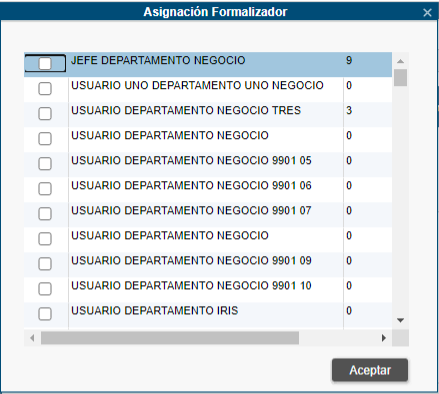 Asignación Formalizador ×
JEFE DEPARTAMENTO NEGOCIO 9
USUARIO UNO DEPARTAMENTO UNO NEGOCIO 0
USUARIO DEPARTAMENTO NEGOCIO TRES 3
USUARIO DEPARTAMENTO NEGOCIO 0
USUARIO DEPARTAMENTO NEGOCIO 9901 05 0
USUARIO DEPARTAMENTO NEGOCIO 9901 06 0
USUARIO DEPARTAMENTO NEGOCIO 9901 07 0
USUARIO DEPARTAMENTO NEGOCIO 0
USUARIO DEPARTAMENTO NEGOCIO 9901 09 0
USUARIO DEPARTAMENTO NEGOCIO 9901 10 0
USUARIO DEPARTAMENTO IRIS 0
Aceptar